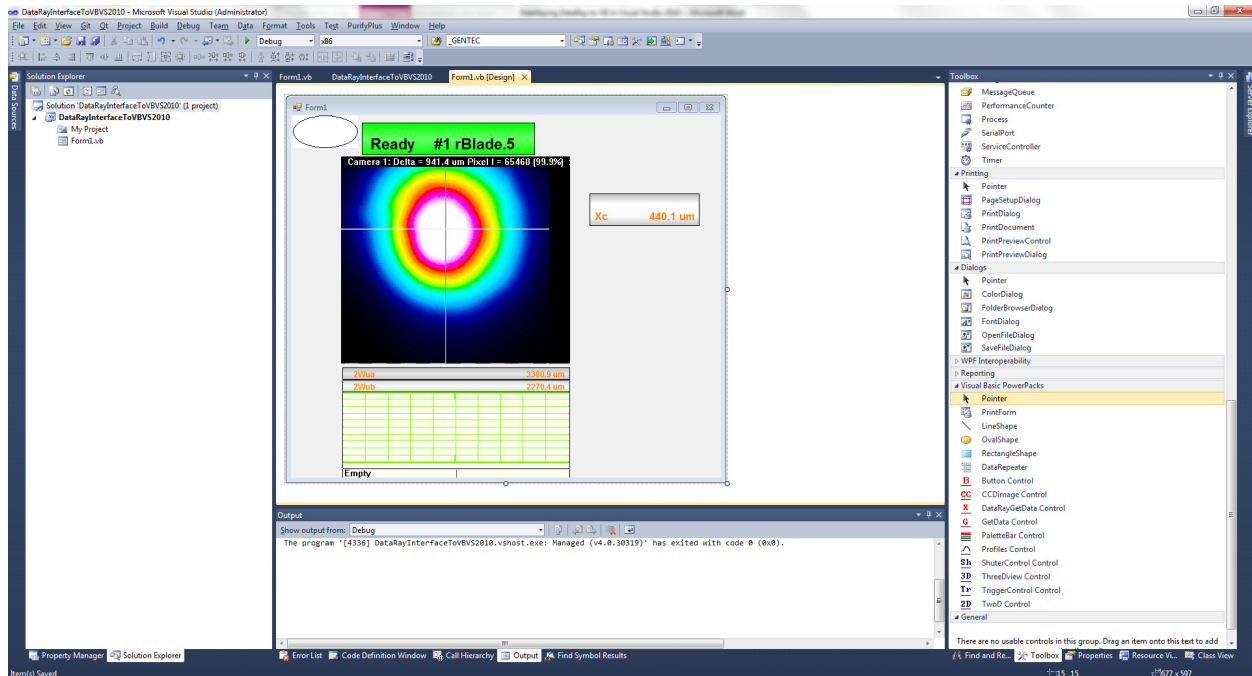 DataRayInterfaceToVBVS2010 - Microsoft Visual Studio (Administrator)
File Edit View Git Qt Project Build Debug Team Data Format Tools Test PurifyPlus Window Help
Debug x86 _GENTEC
Data Sources
Solution Explorer
Solution 'DataRayInterfaceToVBVS2010' (1 project)
DataRayInterfaceToVBVS2010
My Project
Form1.vb
Property Manager Solution Explorer
Form1.vb DataRayInterfaceToVBVS2010 Form1.vb [Design]
Form1
Ready #1 rBlade.5
Camera 1: Delta = 941.4 um Pixel I = 65460 [99.9%]
Xc 440.1 um
2Wua 3380.9 um
2Wub 2270.4 um
Empty
Output
Show output from: Debug
The program '[4336] DataRayInterfaceToVBVS2010.vshost.exe: Managed (v4.0.30319)' has exited with code 0 (0x0).
Error List Code Definition Window Call Hierarchy Output Find Symbol Results
Toolbox
MessageQueue
PerformanceCounter
Process
SerialPort
ServiceController
Timer
Printing
Pointer
PageSetupDialog
PrintDialog
PrintDocument
PrintPreviewControl
PrintPreviewDialog
Dialogs
Pointer
ColorDialog
FolderBrowserDialog
FontDialog
OpenFileDialog
SaveFileDialog
WPF Interoperability
Reporting
Visual Basic PowerPacks
Pointer
PrintForm
LineShape
OvalShape
RectangleShape
DataRepeater
B Button Control
CC CCDimage Control
X DataRayGetData Control
G GetData Control
PaletteBar Control
Profiles Control
Sh ShuterControl Control
3D ThreeDview Control
Tr TriggerControl Control
2D TwoD Control
General
There are no usable controls in this group. Drag an item onto this text to add
Find and Re... Toolbox Properties Resource Vi... Class View
Server Explorer
Item(s) Saved
15, 15 677 x 597